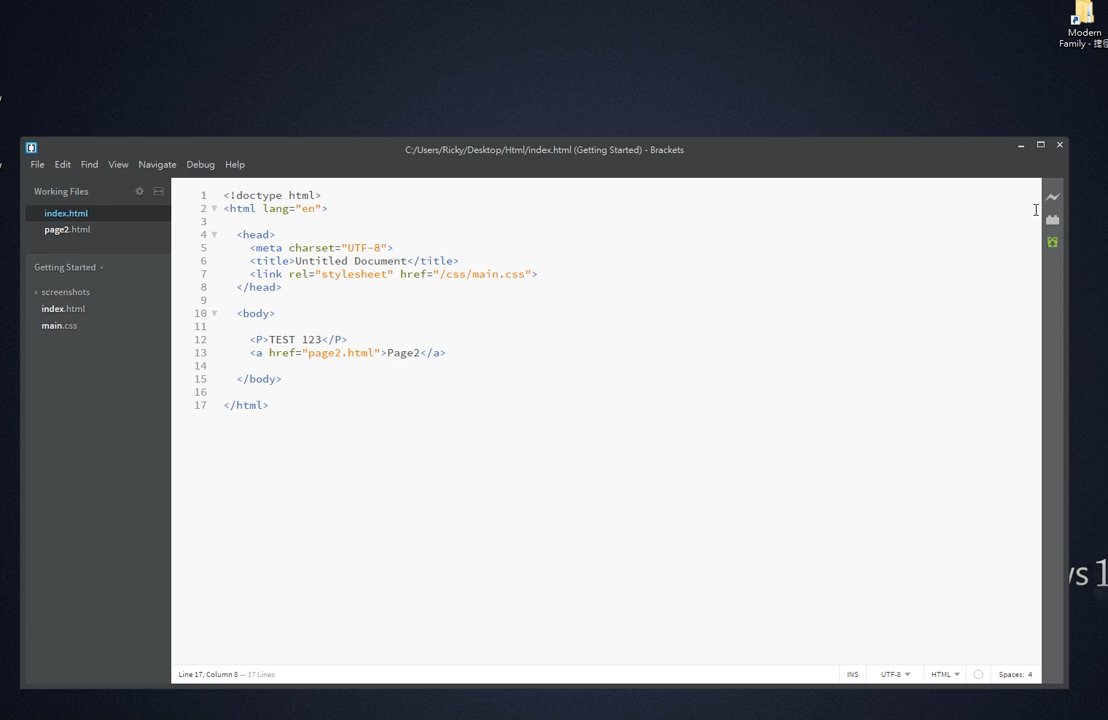 Modern
Family - 捷徑
C:/Users/Ricky/Desktop/Html/index.html (Getting Started) - Brackets
File Edit Find View Navigate Debug Help
Working Files
index.html
page2.html
Getting Started
screenshots
index.html
main.css
1 <!doctype html>
2 <html lang="en">
3
4 <head>
5 <meta charset="UTF-8">
6 <title>Untitled Document</title>
7 <link rel="stylesheet" href="/css/main.css">
8 </head>
9
10 <body>
11
12 <P>TEST 123</P>
13 <a href="page2.html">Page2</a>
14
15 </body>
16
17 </html>
Line 17, Column 8 — 17 Lines
INS UTF-8 HTML Spaces: 4